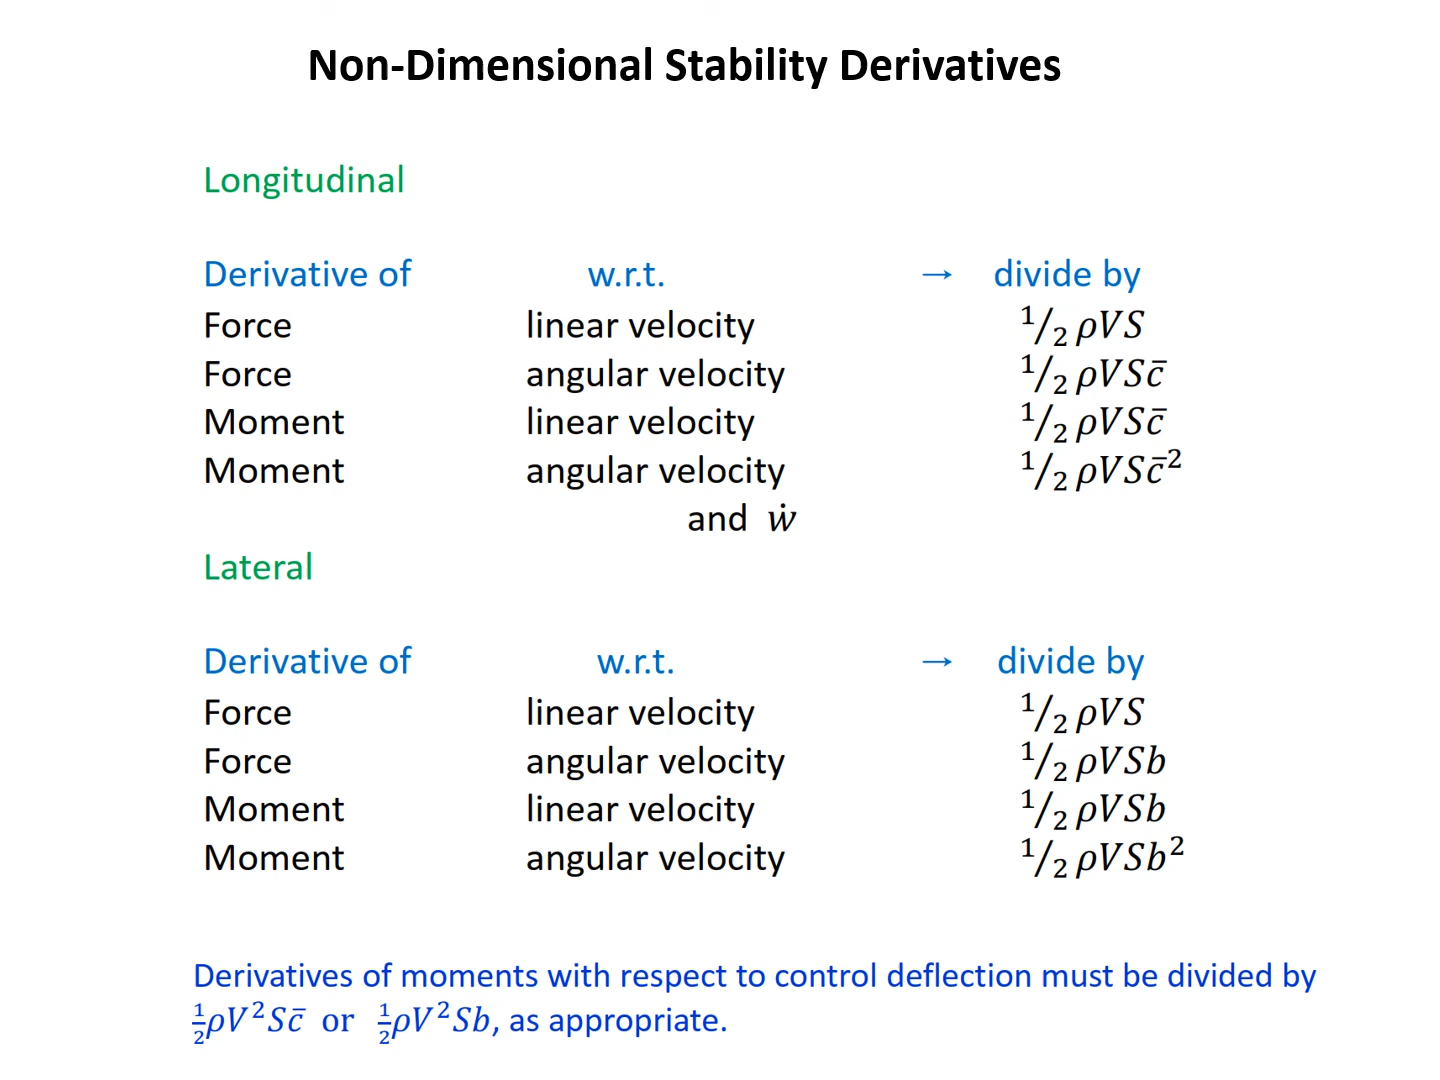 Non-Dimensional Stability Derivatives
Longitudinal
Derivative of w.r.t. → divide by
Force linear velocity ¹/₂ ρVS
Force angular velocity ¹/₂ ρVSc̄
Moment linear velocity ¹/₂ ρVSc̄
Moment angular velocity ¹/₂ ρVSc̄²
and ẇ
Lateral
Derivative of w.r.t. → divide by
Force linear velocity ¹/₂ ρVS
Force angular velocity ¹/₂ ρVSb
Moment linear velocity ¹/₂ ρVSb
Moment angular velocity ¹/₂ ρVSb²
Derivatives of moments with respect to control deflection must be divided by
½ρV²Sc̄ or ½ρV²Sb, as appropriate.